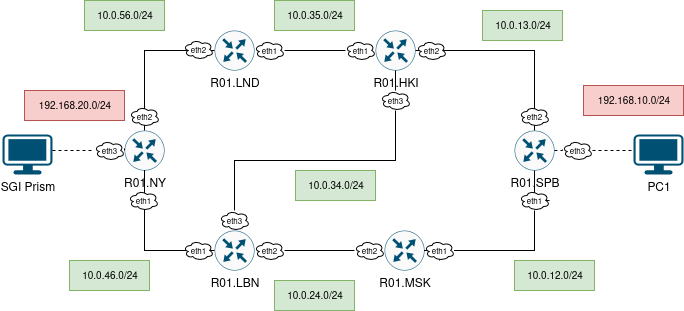 10.0.56.0/24
10.0.35.0/24
10.0.13.0/24
eth2
eth1
eth1
eth2
R01.LND
R01.HKI
192.168.20.0/24
eth3
192.168.10.0/24
eth2
eth2
eth3
eth3
SGI Prism
R01.NY
R01.SPB
PC1
10.0.34.0/24
eth1
eth1
eth3
eth1
eth2
eth2
eth1
10.0.46.0/24
R01.LBN
R01.MSK
10.0.12.0/24
10.0.24.0/24